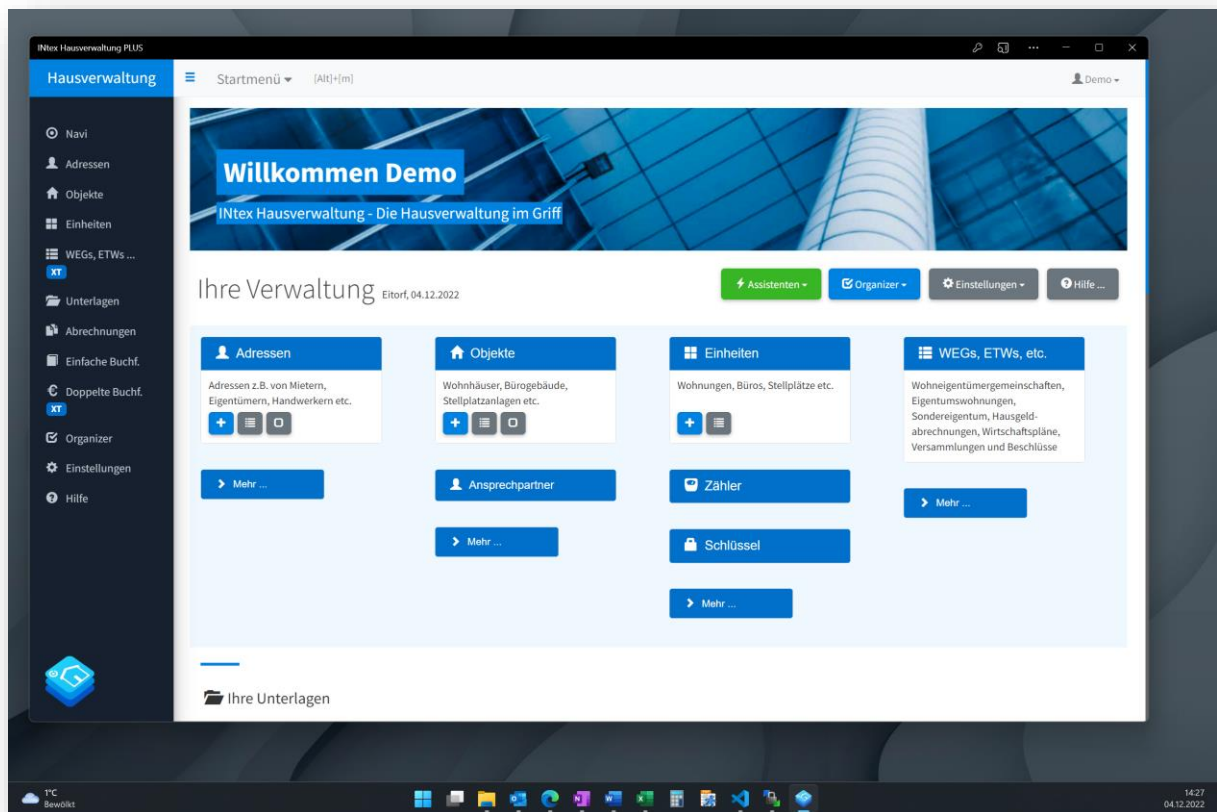 INtex Hausverwaltung PLUS
Hausverwaltung
Startmenü
[Alt]+[m]
Demo
Navi
Adressen
Objekte
Einheiten
WEGs, ETWs ...
XT
Unterlagen
Abrechnungen
Einfache Buchf.
Doppelte Buchf.
XT
Organizer
Einstellungen
Hilfe
Willkommen Demo
INtex Hausverwaltung - Die Hausverwaltung im Griff
Ihre Verwaltung Eitorf, 04.12.2022
Assistenten
Organizer
Einstellungen
Hilfe ...
Adressen
Adressen z.B. von Mietern,
Eigentümern, Handwerkern etc.
Mehr ...
Objekte
Wohnhäuser, Bürogebäude,
Stellplatzanlagen etc.
Ansprechpartner
Mehr ...
Einheiten
Wohnungen, Büros, Stellplätze etc.
Zähler
Schlüssel
Mehr ...
WEGs, ETWs, etc.
Wohneigentümergemeinschaften,
Eigentumswohnungen,
Sondereigentum, Hausgeld-
abrechnungen, Wirtschaftspläne,
Versammlungen und Beschlüsse
Mehr ...
Ihre Unterlagen
1°C
Bewölkt
14:27
04.12.2022